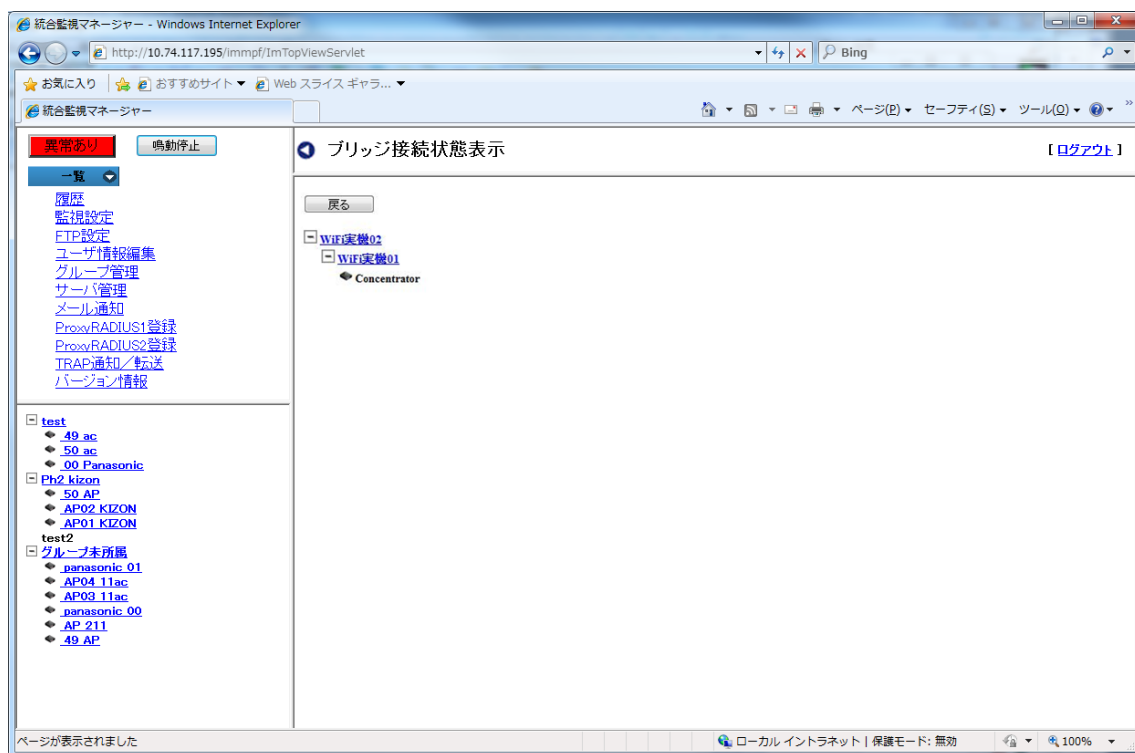 統合監視マネージャー - Windows Internet Explorer
http://10.74.117.195/immpf/ImTopViewServlet
Bing
お気に入り おすすめサイト Web スライス ギャラ...
統合監視マネージャー
ページ(P) セーフティ(S) ツール(O)
異常あり 鳴動停止
一覧
履歴
監視設定
FTP設定
ユーザ情報編集
グループ管理
サーバ管理
メール通知
ProxyRADIUS1登録
ProxyRADIUS2登録
TRAP通知/転送
バージョン情報
test
49 ac
50 ac
00 Panasonic
Ph2 kizon
50 AP
AP02 KIZON
AP01 KIZON
test2
グループ未所属
panasonic 01
AP04 11ac
AP03 11ac
panasonic 00
AP 211
49 AP
ブリッジ接続状態表示
[ ログアウト ]
戻る
WiFi実機02
WiFi実機01
Concentrator
ページが表示されました
ローカル イントラネット | 保護モード: 無効
100%